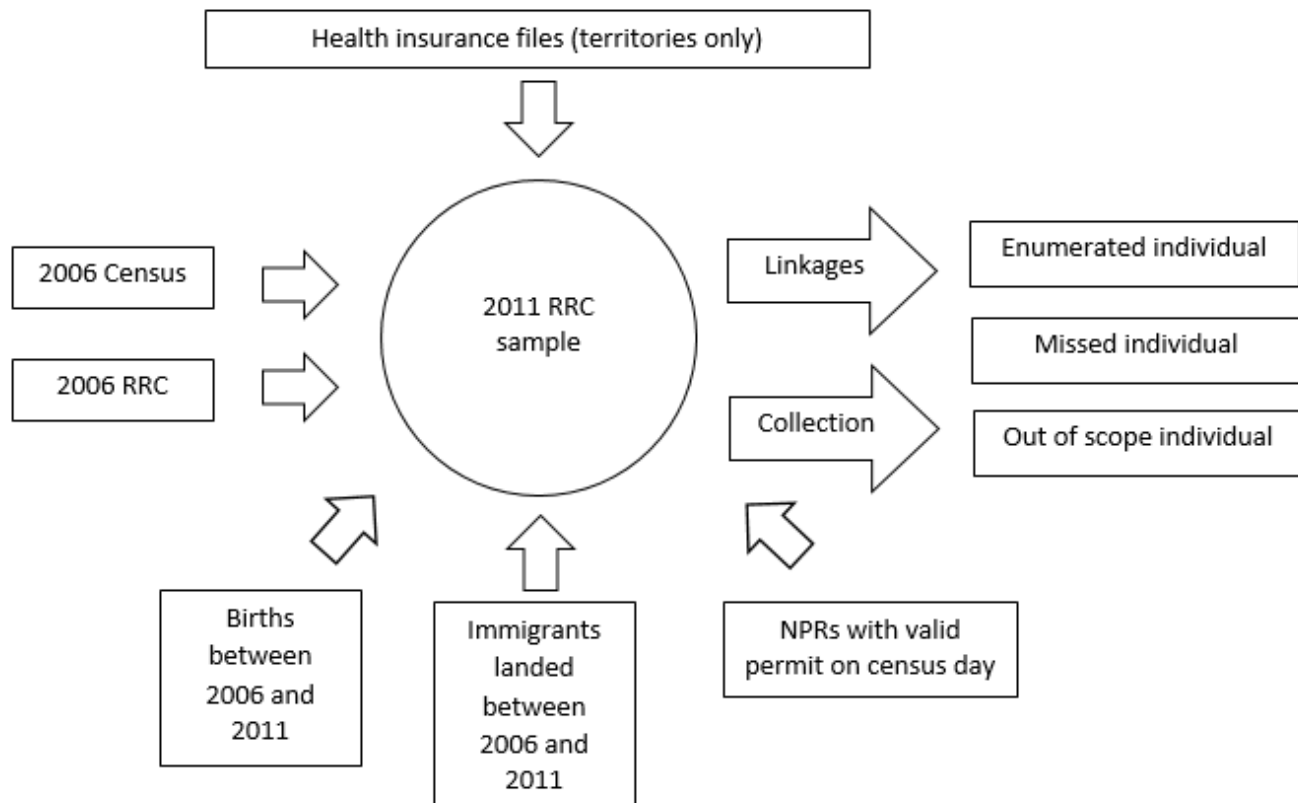 Health insurance files (territories only)
2006 Census
2006 RRC
2011 RRC
sample
Linkages
Collection
Enumerated individual
Missed individual
Out of scope individual
Births
between
2006 and
2011
Immigrants
landed
between
2006 and
2011
NPRs with valid
permit on census day